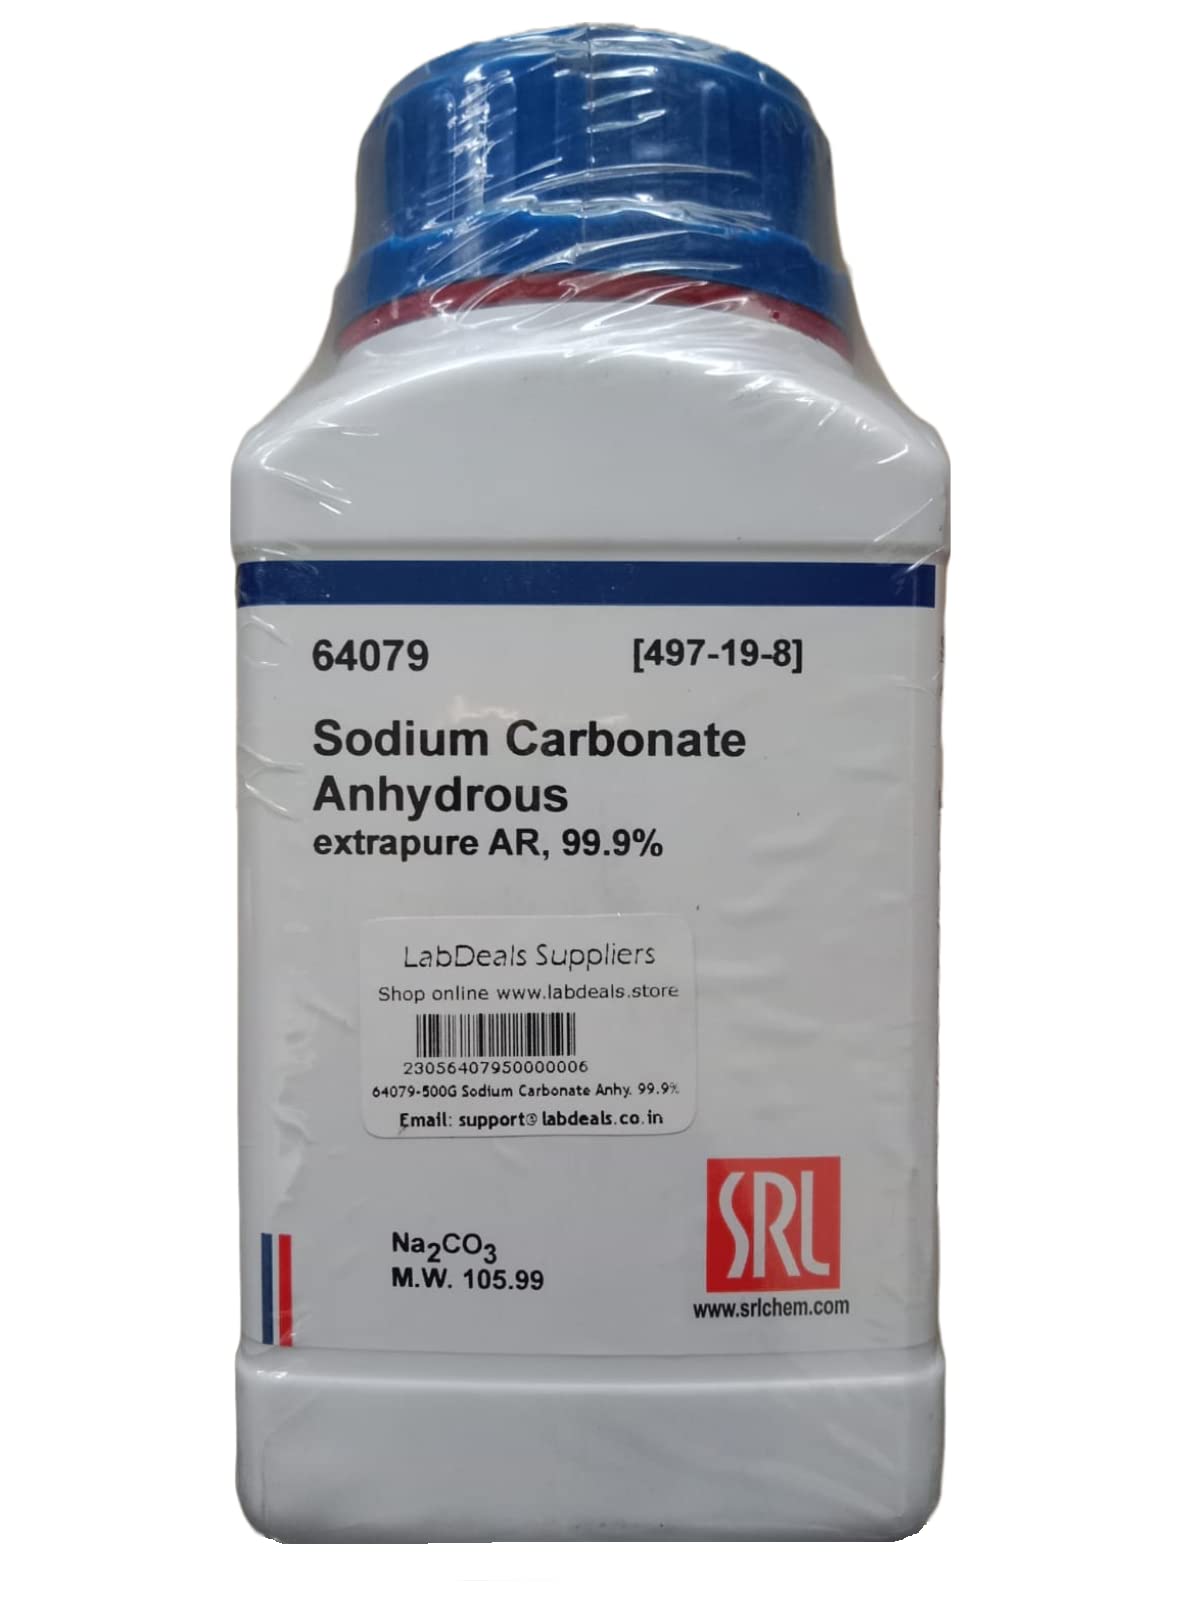 64079 [497-19-8]
Sodium Carbonate
Anhydrous
extrapure AR, 99.9%
LabDeals Suppliers
Shop online www.labdeals.store
23056407950000006
64079-500G Sodium Carbonate Anhy. 99.9%
Email: support@labdeals.co.in
Na₂CO₃
M.W. 105.99
SRL
www.srlchem.com